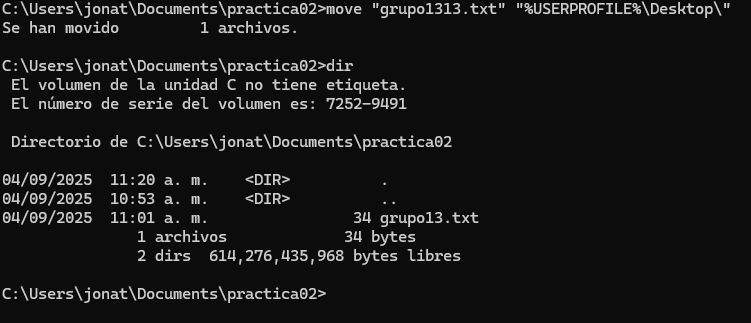 C:\Users\jonat\Documents\practica02>move "grupo1313.txt" "%USERPROFILE%\Desktop\"
Se han movido         1 archivos.
C:\Users\jonat\Documents\practica02>dir
 El volumen de la unidad C no tiene etiqueta.
 El número de serie del volumen es: 7252-9491
 Directorio de C:\Users\jonat\Documents\practica02
04/09/2025  11:20 a. m.    <DIR>          .
04/09/2025  10:53 a. m.    <DIR>          ..
04/09/2025  11:01 a. m.                34 grupo13.txt
               1 archivos             34 bytes
               2 dirs  614,276,435,968 bytes libres
C:\Users\jonat\Documents\practica02>